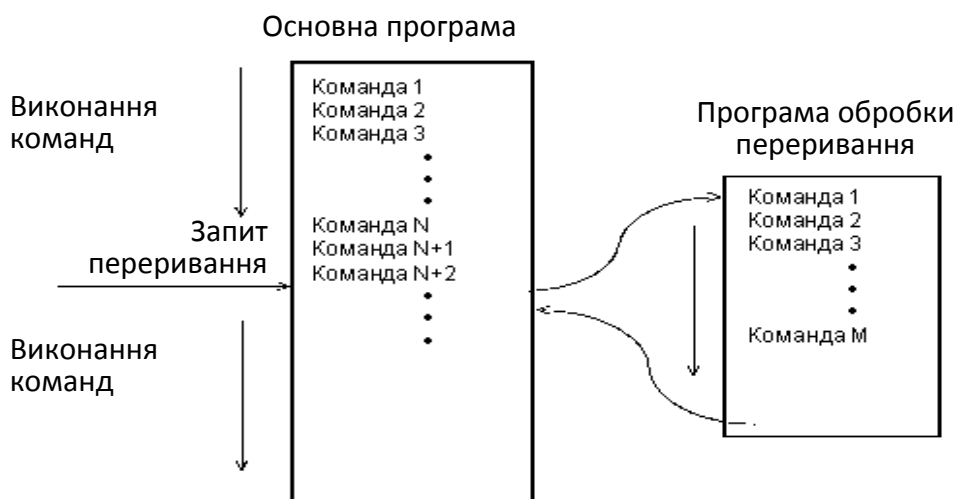 Основна програма
Виконання
команд
Команда 1
Команда 2
Команда 3
Команда N
Команда N+1
Команда N+2
Запит
переривання
Виконання
команд
Програма обробки
переривання
Команда 1
Команда 2
Команда 3
Команда M